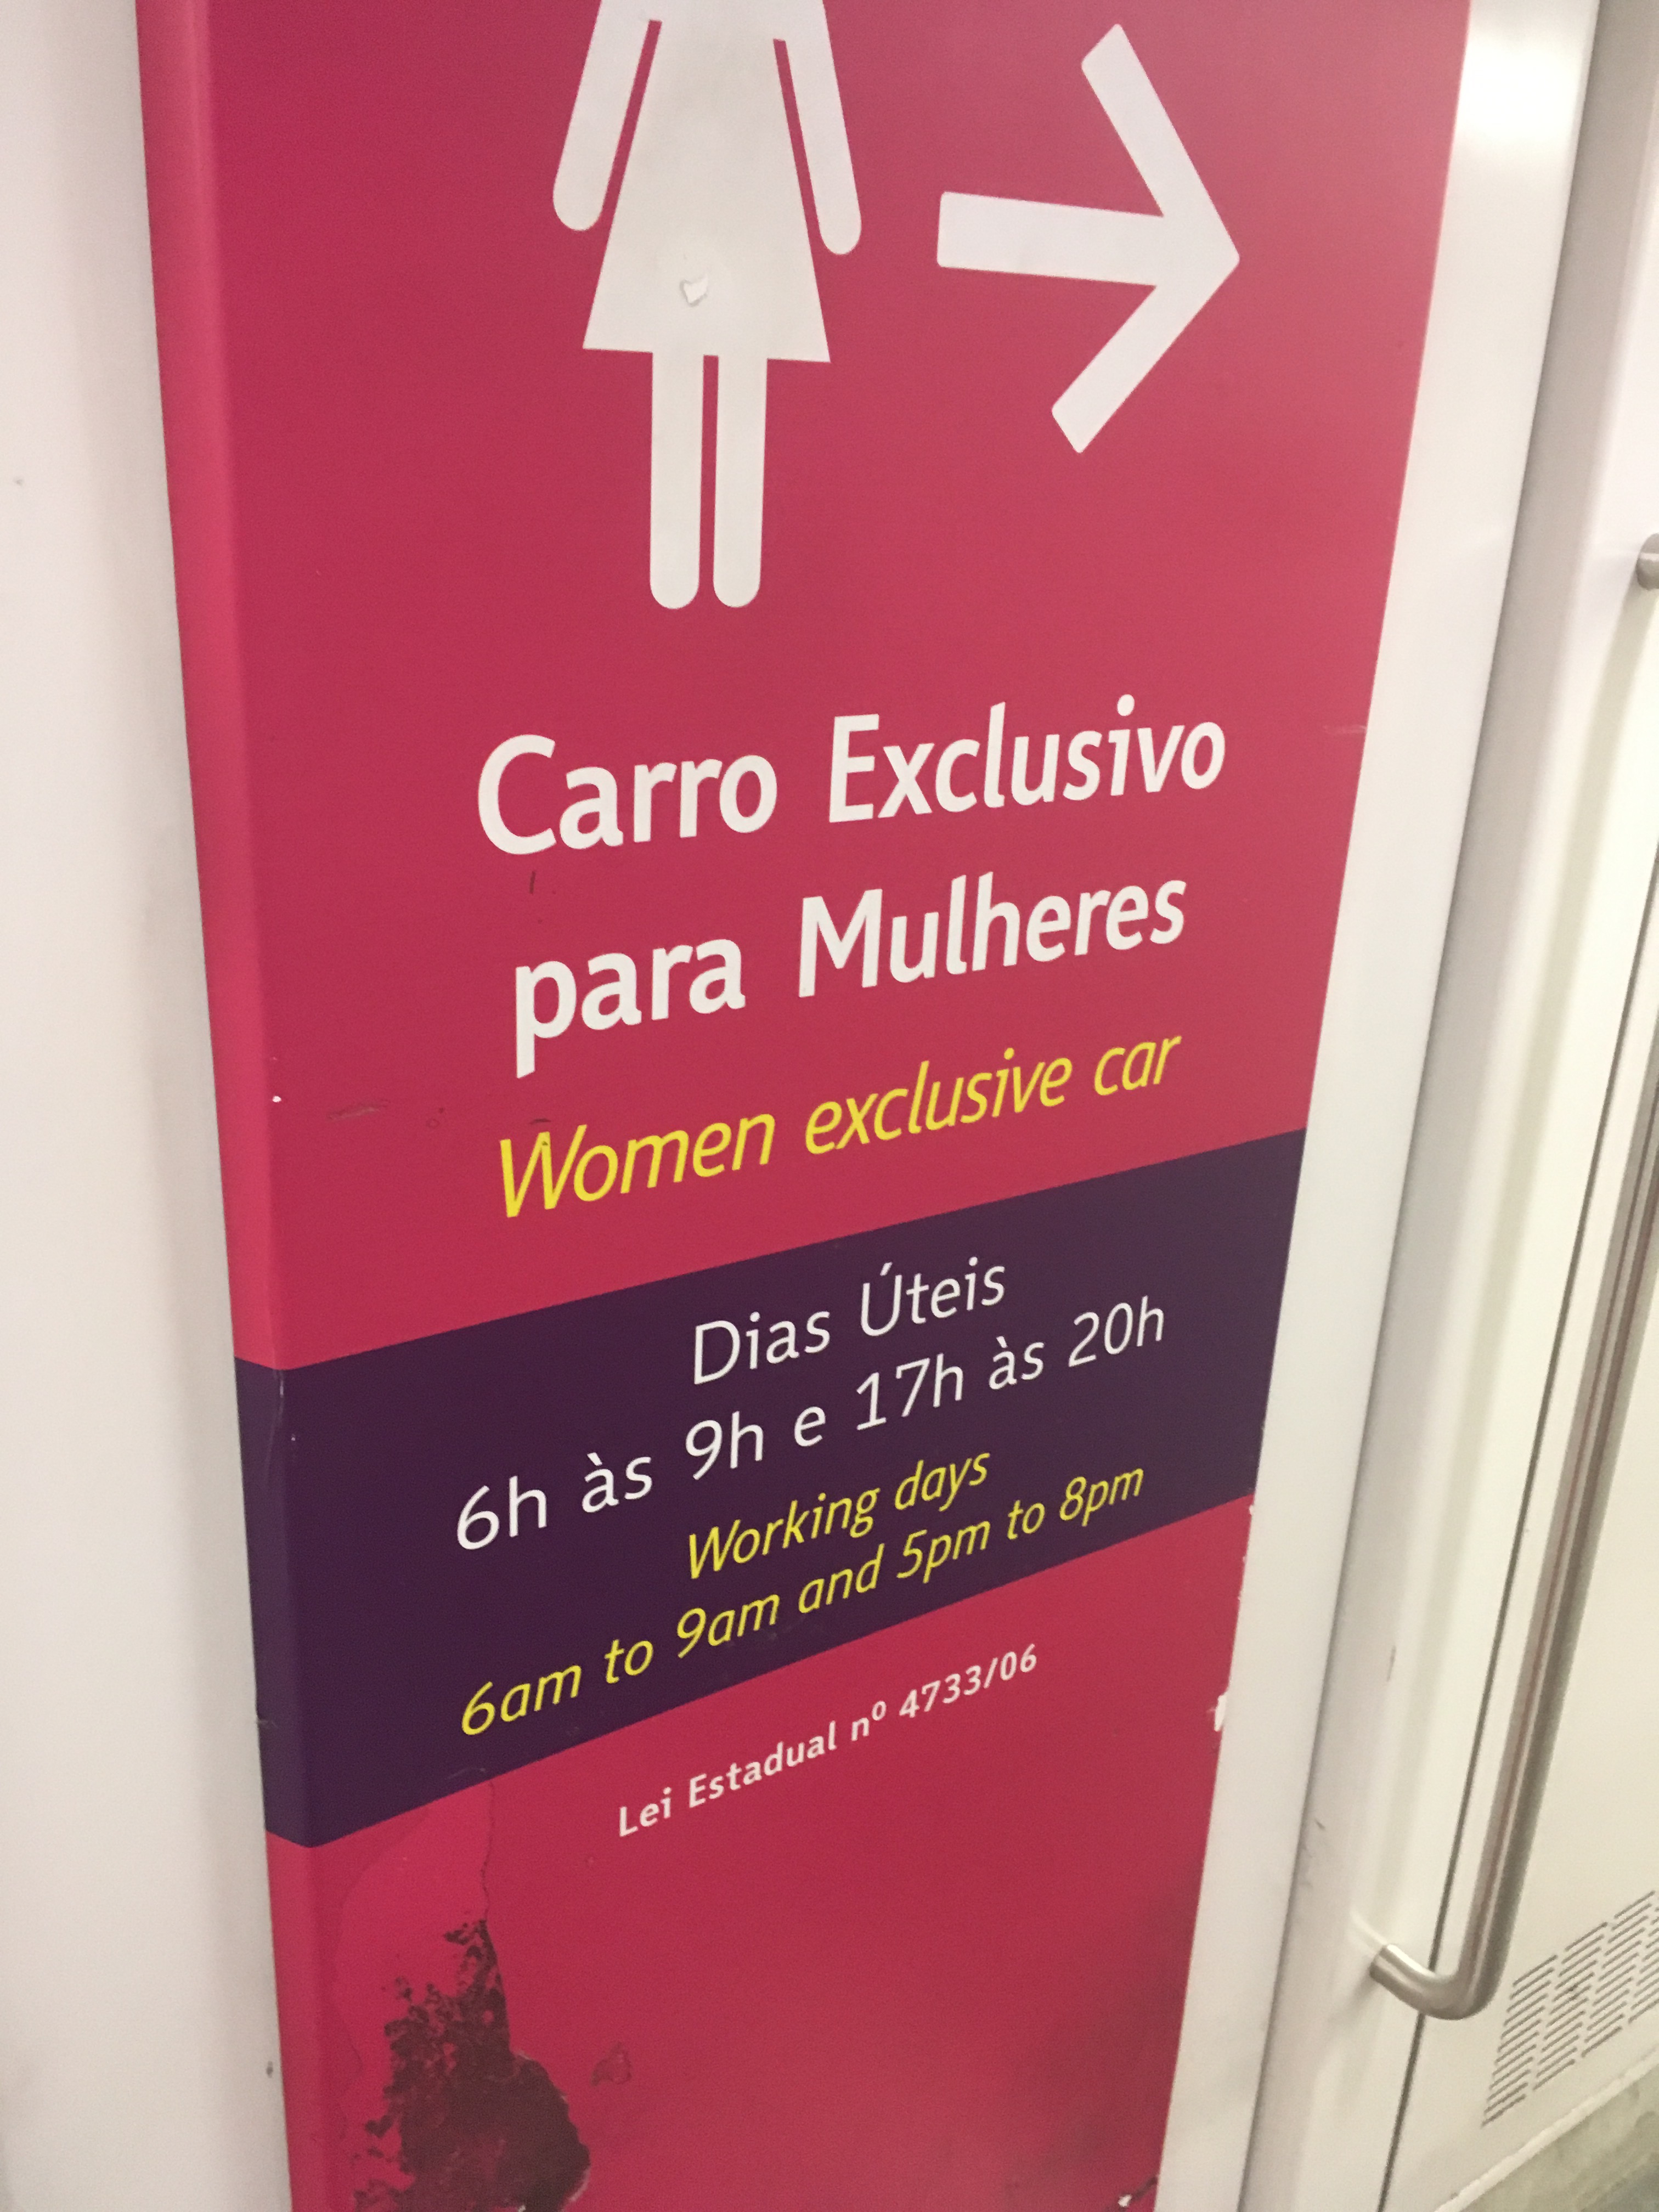 Carro Exclusivo
para Mulheres
Women exclusive car
Dias Úteis
6h às 9h e 17h às 20h
Working days
6am to 9am and 5pm to 8pm
Lei Estadual nº 4733/06